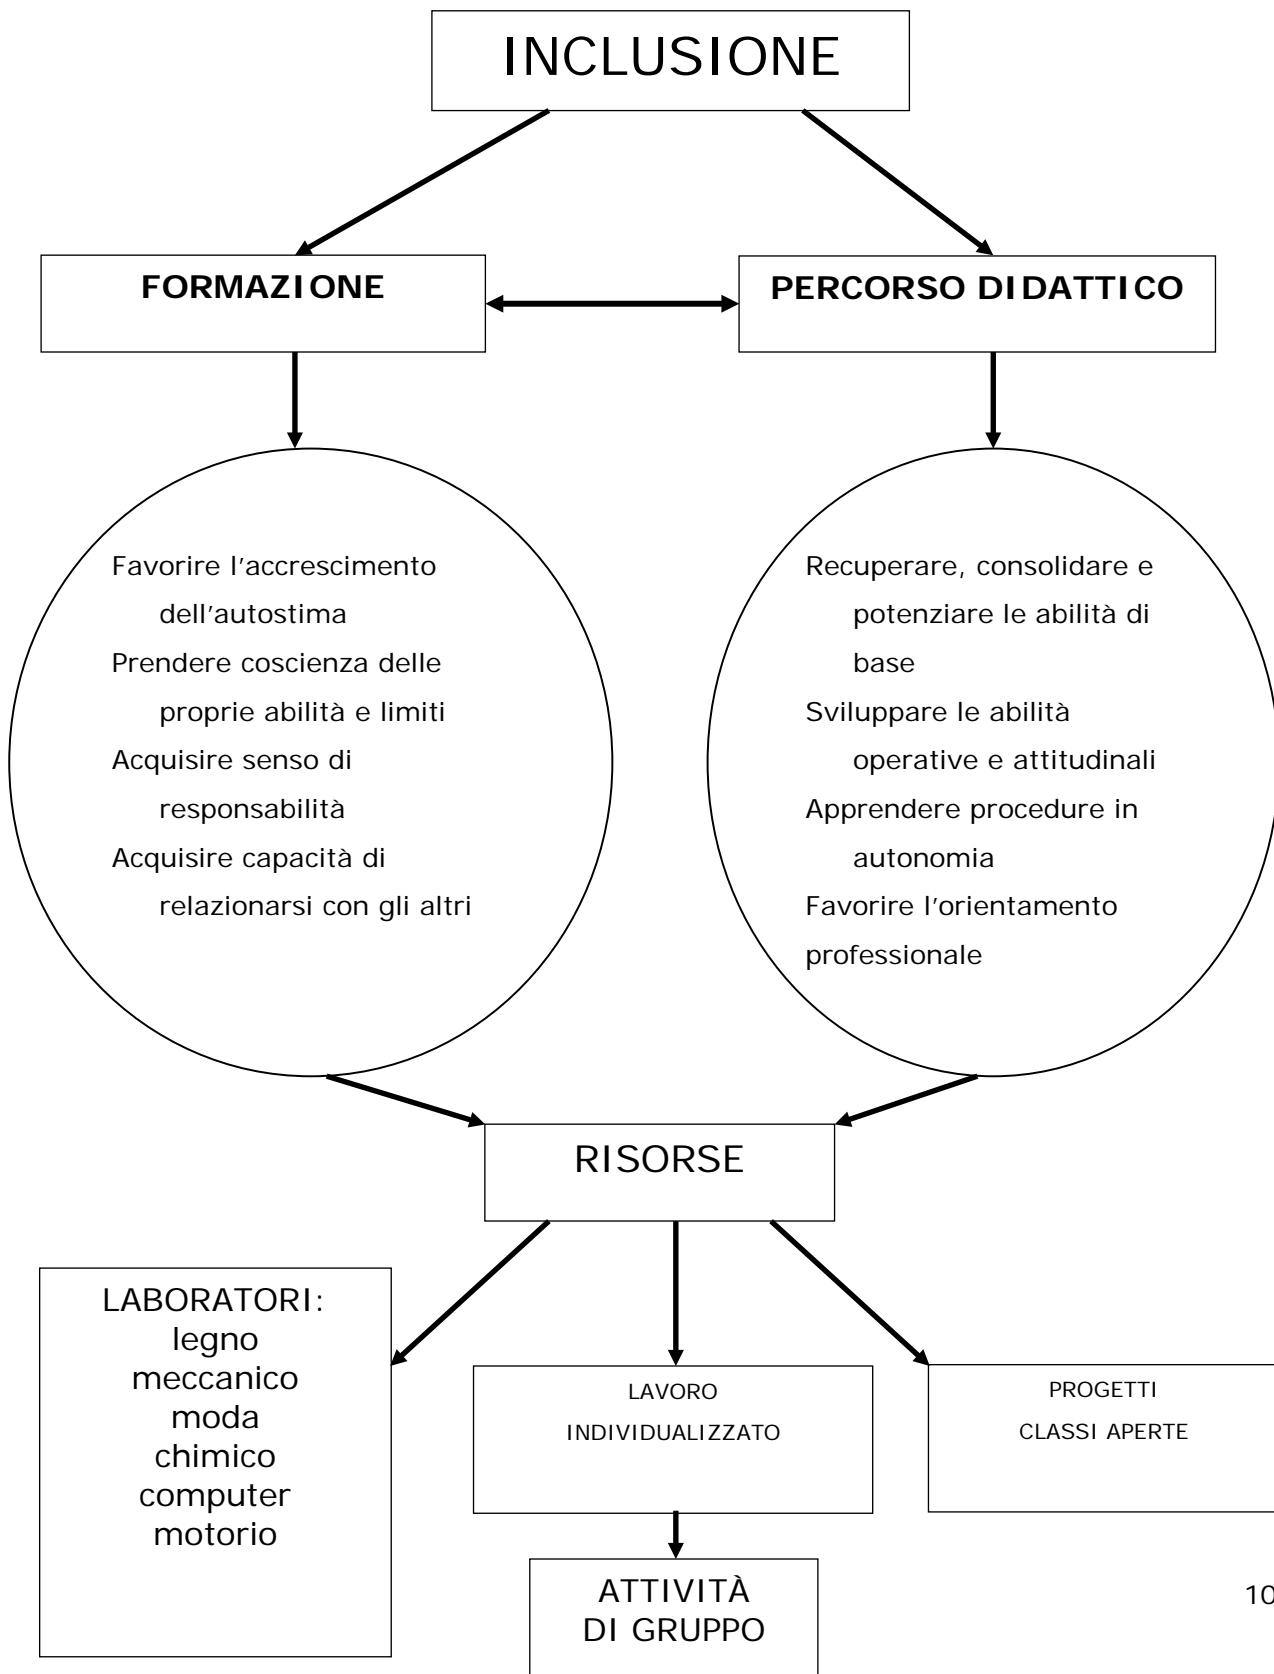 INCLUSIONE
FORMAZIONE
PERCORSO DIDATTICO
Favorire l'accrescimento
dell'autostima
Prendere coscienza delle
proprie abilità e limiti
Acquisire senso di
responsabilità
Acquisire capacità di
relazionarsi con gli altri
Recuperare, consolidare e
potenziare le abilità di
base
Sviluppare le abilità
operative e attitudinali
Apprendere procedure in
autonomia
Favorire l'orientamento
professionale
RISORSE
LABORATORI:
legno
meccanico
moda
chimico
computer
motorio
LAVORO
INDIVIDUALIZZATO
PROGETTI
CLASSI APERTE
ATTIVITÀ
DI GRUPPO
10